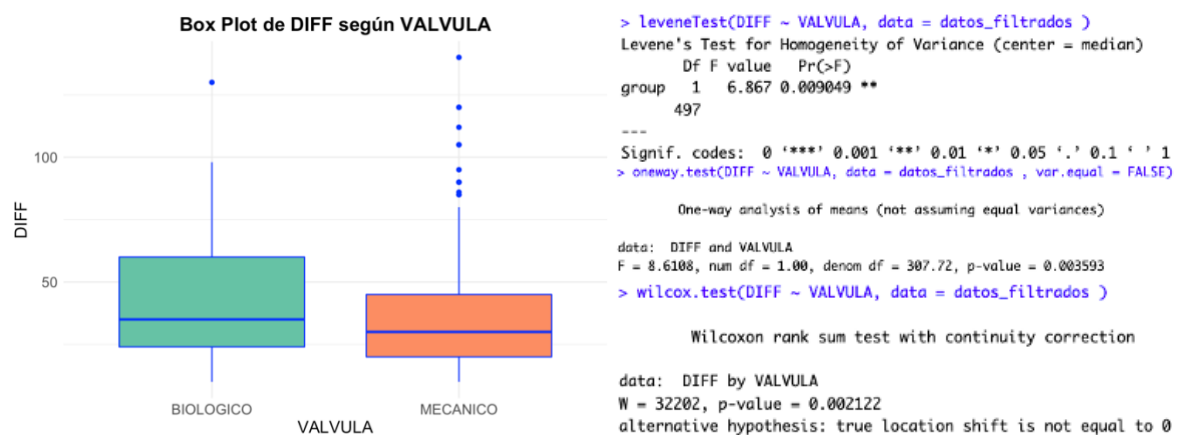 Box Plot de DIFF según VALVULA
DIFF
100
50
BIOLOGICO
MECANICO
VALVULA
> leveneTest(DIFF ~ VALVULA, data = datos_filtrados )
Levene's Test for Homogeneity of Variance (center = median)
Df F value Pr(>F)
group 1 6.867 0.009049 **
497
---
Signif. codes: 0 ‘***’ 0.001 ‘**’ 0.01 ‘*’ 0.05 ‘.’ 0.1 ‘ ’ 1
> oneway.test(DIFF ~ VALVULA, data = datos_filtrados , var.equal = FALSE)
One-way analysis of means (not assuming equal variances)
data: DIFF and VALVULA
F = 8.6108, num df = 1.00, denom df = 307.72, p-value = 0.003593
> wilcox.test(DIFF ~ VALVULA, data = datos_filtrados )
Wilcoxon rank sum test with continuity correction
data: DIFF by VALVULA
W = 32202, p-value = 0.002122
alternative hypothesis: true location shift is not equal to 0